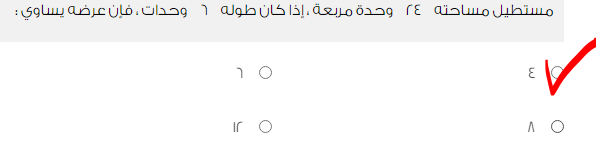 مستطيل مساحته ٢٤ وحدة مربعة ، إذا كان طوله ٦ وحدات ، فإن عرضه يساوي :
٤ ٦
٨ ١٢